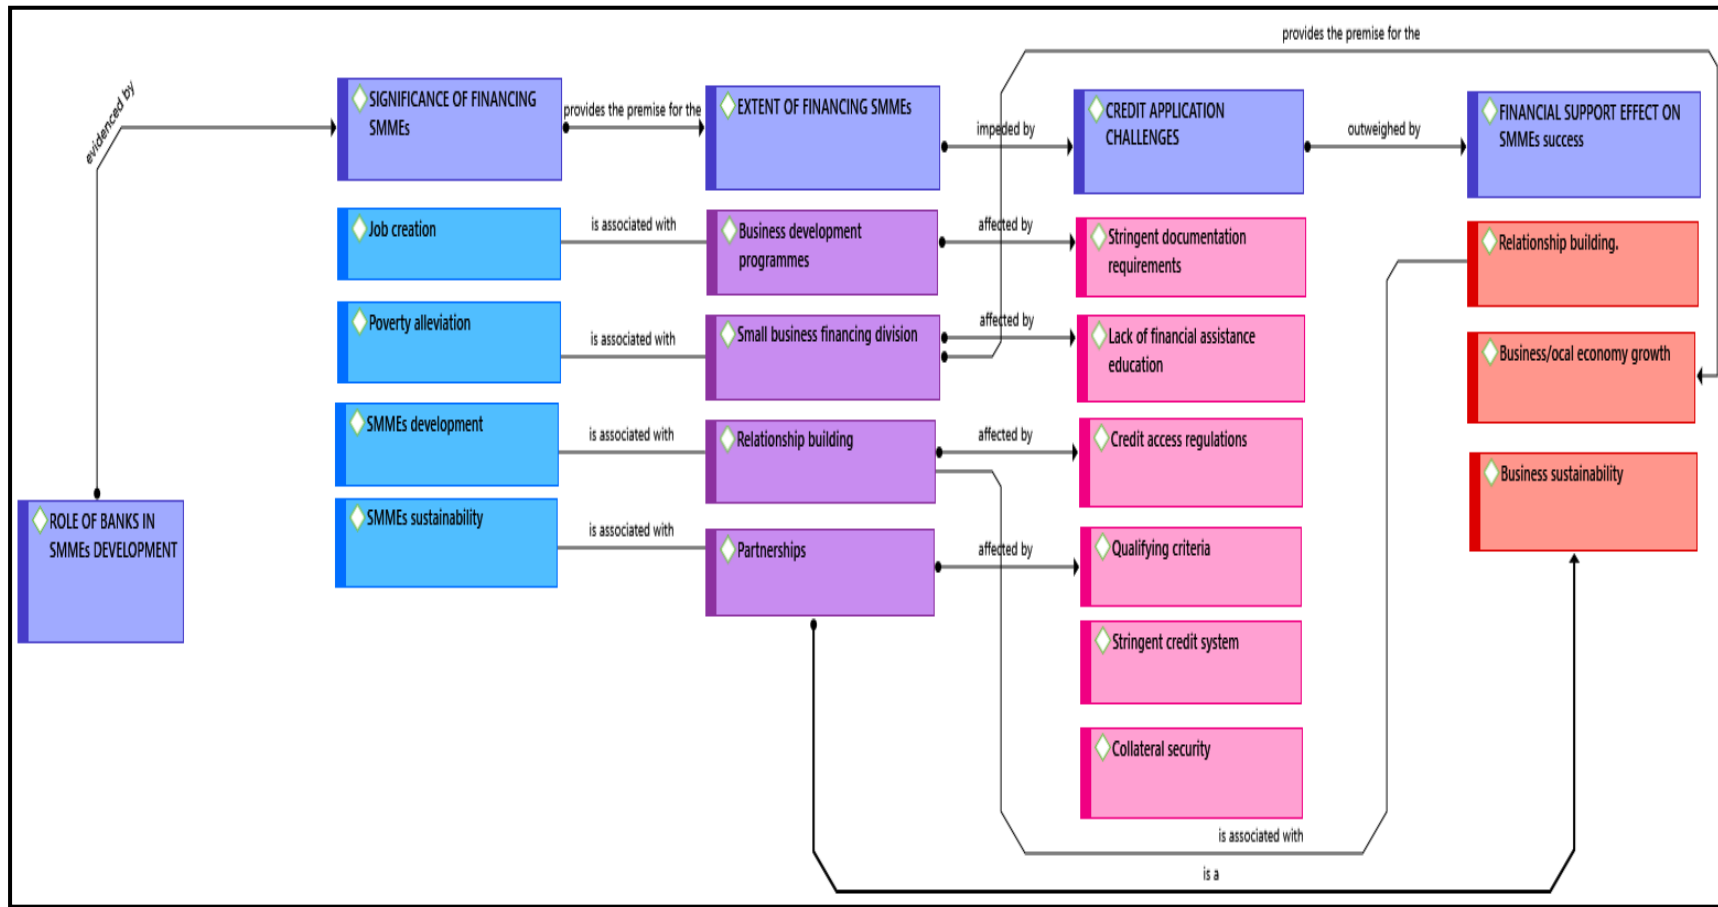 provides the premise for the
evidenced by
SIGNIFICANCE OF FINANCING
SMMEs
provides the premise for the
EXTENT OF FINANCING SMMEs
impeded by
CREDIT APPLICATION
CHALLENGES
outweighed by
FINANCIAL SUPPORT EFFECT ON
SMMEs success
Job creation
is associated with
Business development
programmes
affected by
Stringent documentation
requirements
Relationship building.
Poverty alleviation
is associated with
Small business financing division
affected by
Lack of financial assistance
education
Business/ocal economy growth
SMMEs development
is associated with
Relationship building
affected by
Credit access regulations
Business sustainability
ROLE OF BANKS IN
SMMEs DEVELOPMENT
SMMEs sustainability
is associated with
Partnerships
affected by
Qualifying criteria
Stringent credit system
Collateral security
is associated with
is a